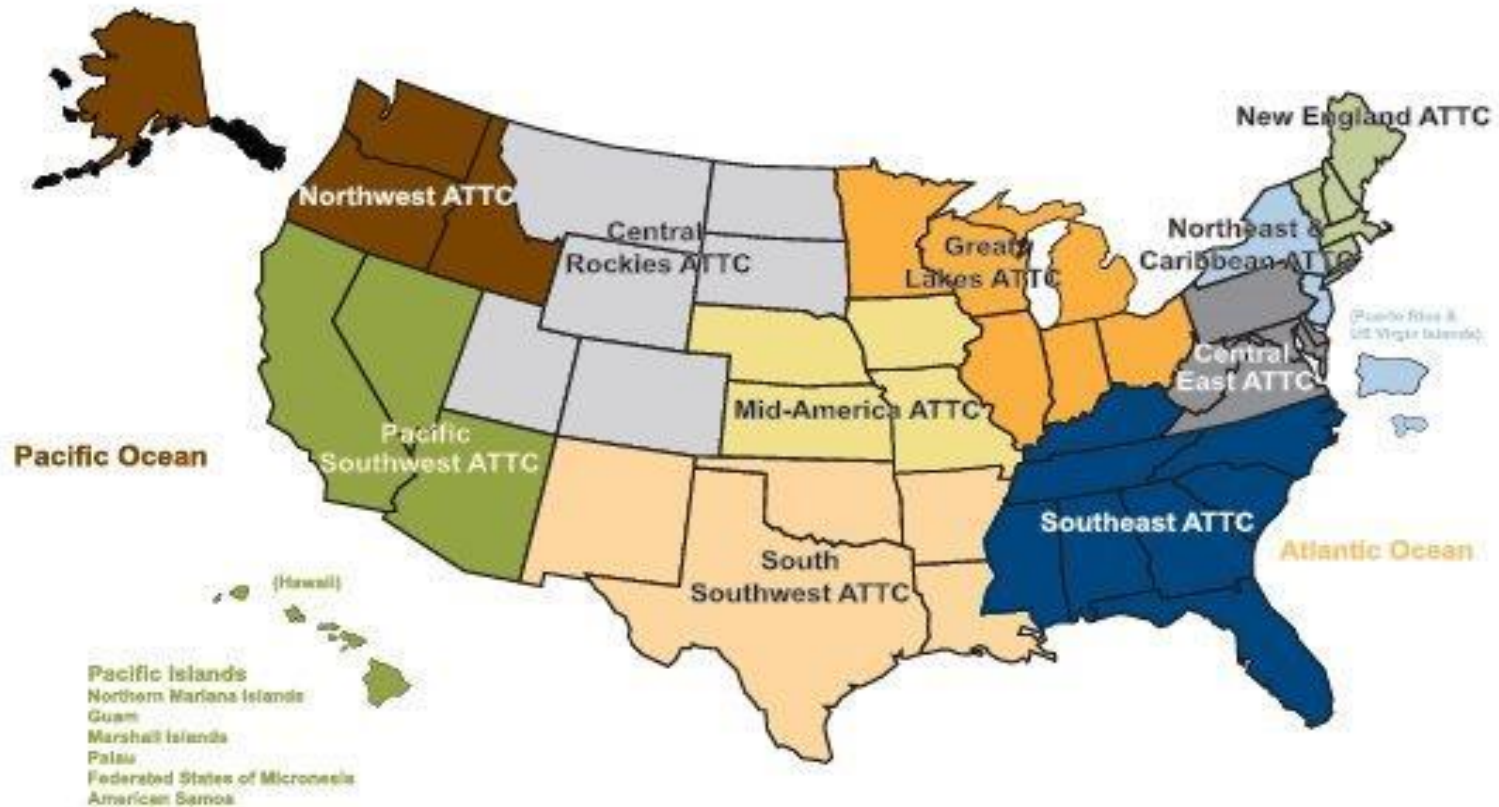 New England ATTC
Northwest ATTC
Central
Rockies ATTC
Great
Lakes ATTC
Northeast &
Caribbean ATTC
(Puerto Rico &
US Virgin Islands)
Central
East ATTC
Mid-America ATTC
Pacific
Southwest ATTC
Pacific Ocean
Southeast ATTC
Atlantic Ocean
South
Southwest ATTC
(Hawaii)
Pacific Islands
Northern Mariana Islands
Guam
Marshall Islands
Palau
Federated States of Micronesia
American Samoa